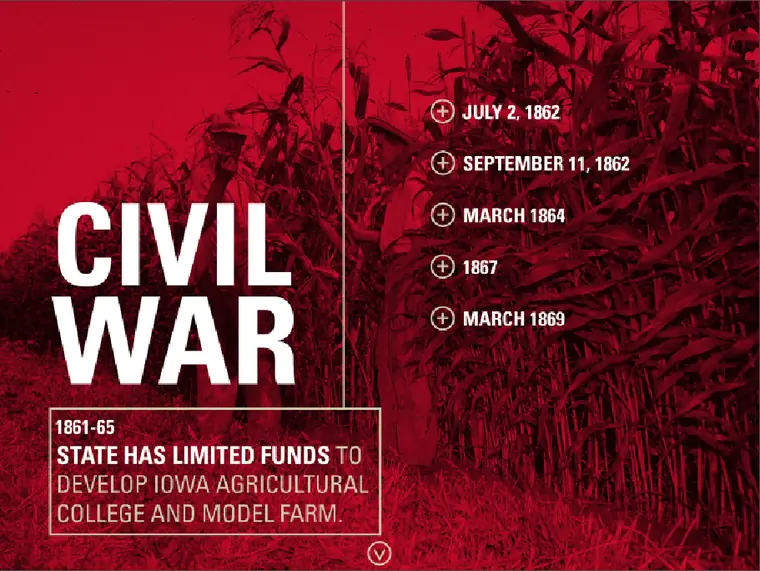 CIVIL
WAR
1861-65
STATE HAS LIMITED FUNDS TO
DEVELOP IOWA AGRICULTURAL
COLLEGE AND MODEL FARM.
JULY 2, 1862
SEPTEMBER 11, 1862
MARCH 1864
1867
MARCH 1869